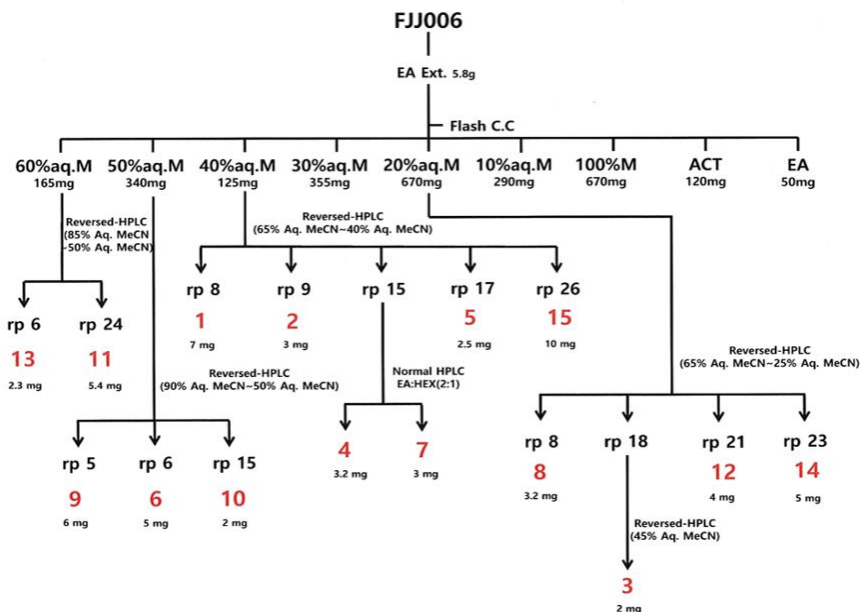 FJJ006
EA Ext. 5.8g
Flash C.C
60%aq.M 50%aq.M 40%aq.M 30%aq.M 20%aq.M 10%aq.M 100%M ACT EA
165mg 340mg 125mg 355mg 670mg 290mg 670mg 120mg 50mg
Reversed-HPLC
(85% Aq. MeCN
~50% Aq. MeCN)
Reversed-HPLC
(65% Aq. MeCN~40% Aq. MeCN)
rp 8 rp 9 rp 15 rp 17 rp 26
1 2 5 15
7 mg 3 mg 2.5 mg 10 mg
rp 6 rp 24
13 11
2.3 mg 5.4 mg
Reversed-HPLC
(90% Aq. MeCN~50% Aq. MeCN)
Normal HPLC
EA:HEX(2:1)
Reversed-HPLC
(65% Aq. MeCN~25% Aq. MeCN)
4 7
3.2 mg 3 mg
rp 5 rp 6 rp 15
9 6 10
6 mg 5 mg 2 mg
rp 8 rp 18 rp 21 rp 23
8 12 14
3.2 mg 4 mg 5 mg
Reversed-HPLC
(45% Aq. MeCN)
3
2 mg